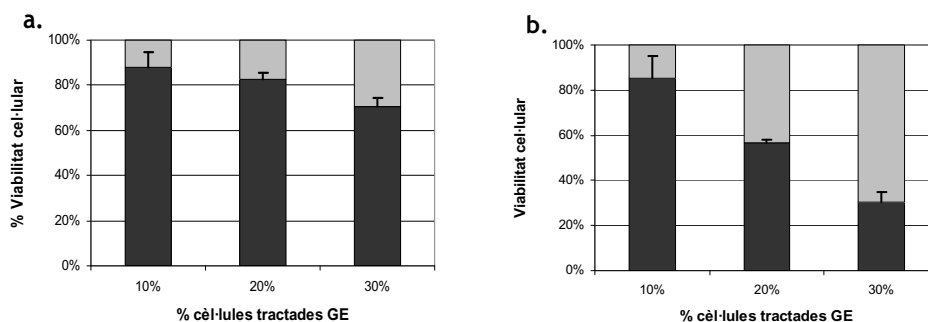 a.
100%
80%
60%
40%
20%
0%
% Viabilitat cel·lular
10% 20% 30%
% cèl·lules tractades GE
b.
100%
80%
60%
40%
20%
0%
Viabilitat cel·lular
10% 20% 30%
% cèl·lules tractades GE